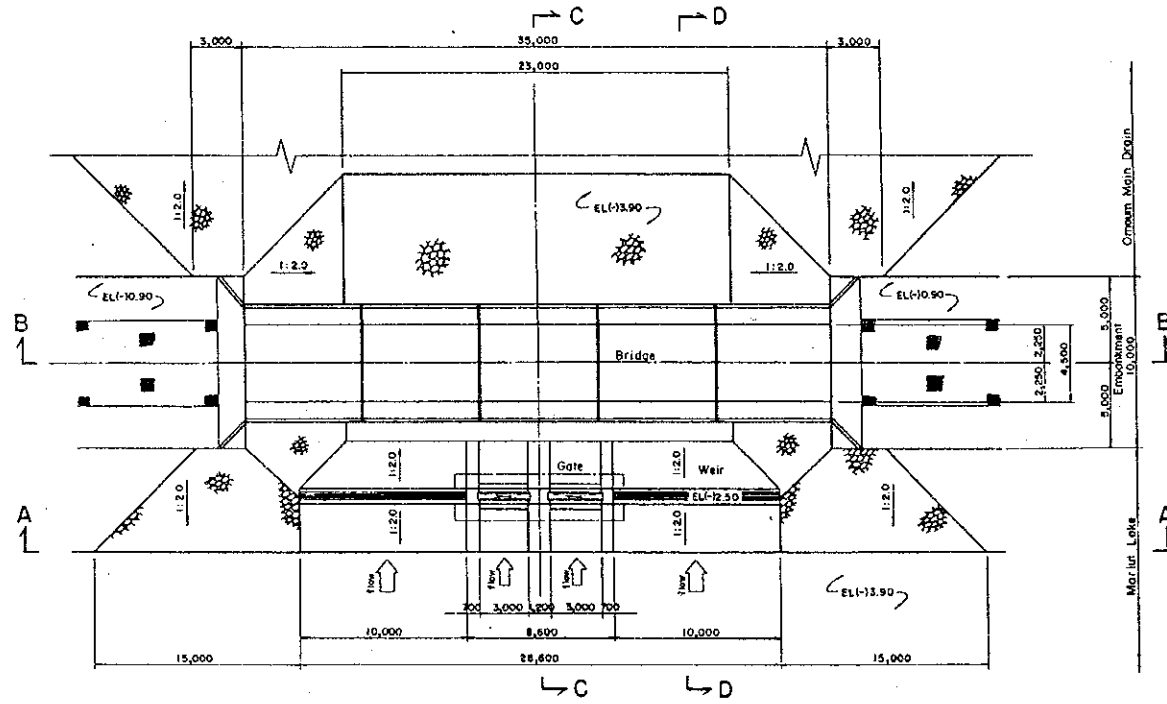 C D
3,000 35,000 3,000
23,000
1:2.0 EL(-)3.90 1:2.0
1:2.0 1:2.0
Omoum Main Drain
EL(-)0.90 EL(-)0.90
B B
Bridge
2,250 2,250 4,500
5,000 5,000 10,000
Embankment
1:2.0 Gate 1:2.0 Weir
EL(-)2.50
1:2.0 1:2.0
A 1:2.0 1:2.0 A
Mariut Lake
flow flow flow flow
EL(-)3.90
700 3,000 1,200 3,000 700
10,000 8,600 10,000
15,000 28,600 15,000
C D